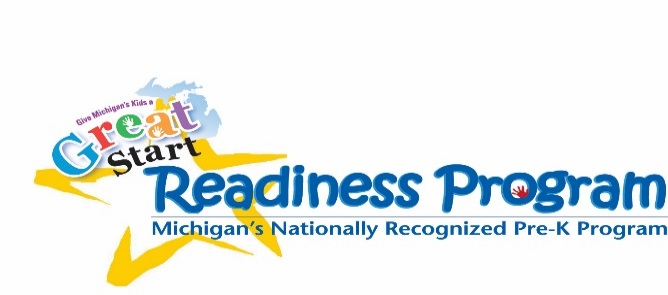 Give Michigan's Kids a
Great
Start
Readiness Program
Michigan's Nationally Recognized Pre-K Program